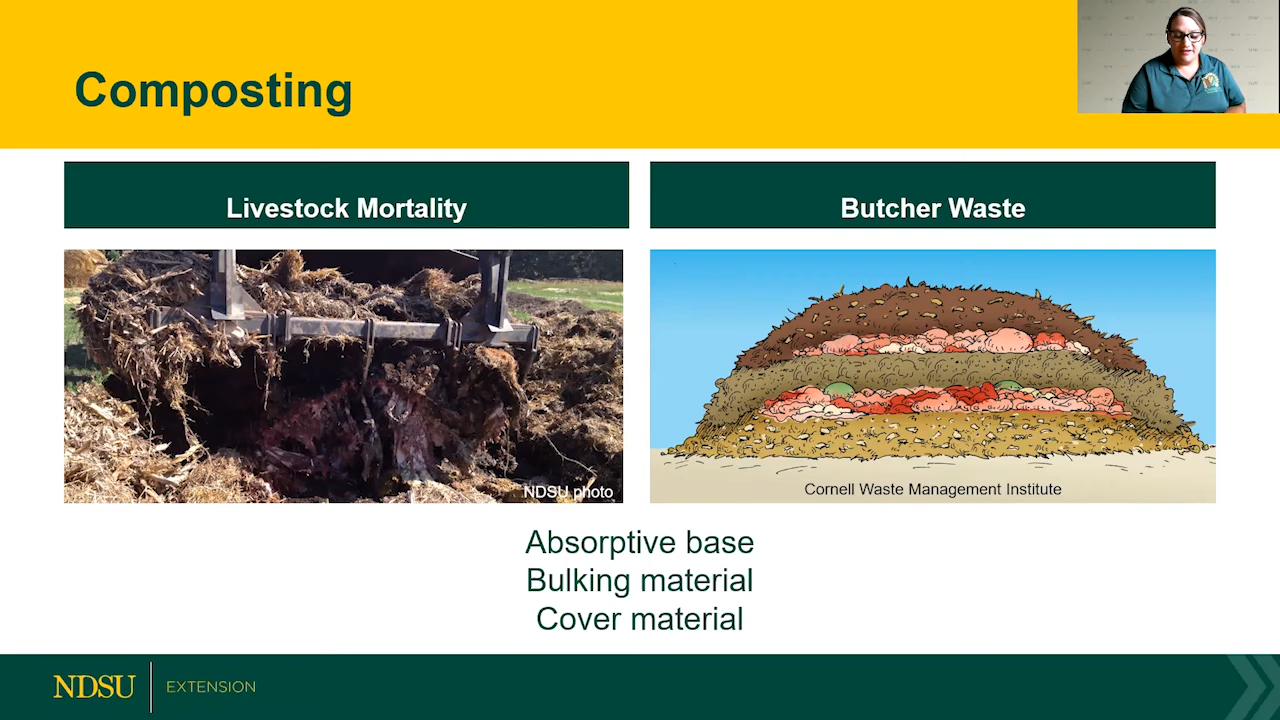 Composting
Livestock Mortality
Butcher Waste
NDSU photo
Cornell Waste Management Institute
Absorptive base
Bulking material
Cover material
NDSU
EXTENSION